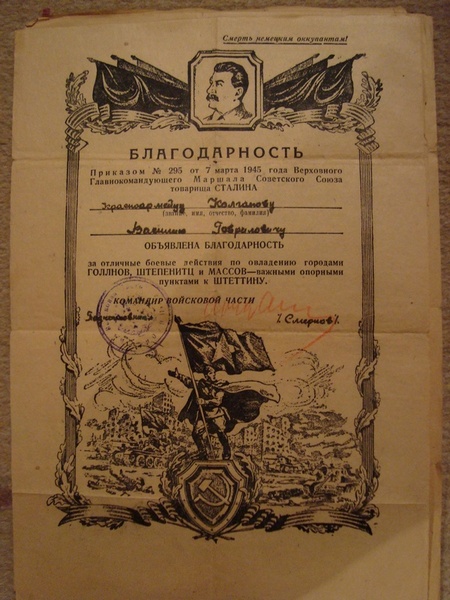 Смерть немецким оккупантам!
БЛАГОДАРНОСТЬ
Приказом № 295 от 7 марта 1945 года Верховного
Главнокомандующего Маршала Советского Союза
товарища СТАЛИНА
Красноармейцу Колганову
(звание, имя, отчество, фамилия)
Василию Гавриловичу
ОБЪЯВЛЕНА БЛАГОДАРНОСТЬ
за отличные боевые действия по овладению городами
ГОЛЛНОВ, ШТЕПЕНИТЦ и МАССОВ—важными опорными
пунктами к ШТЕТТИНУ.
КОМАНДИР ВОЙСКОВОЙ ЧАСТИ
/Смернов/.